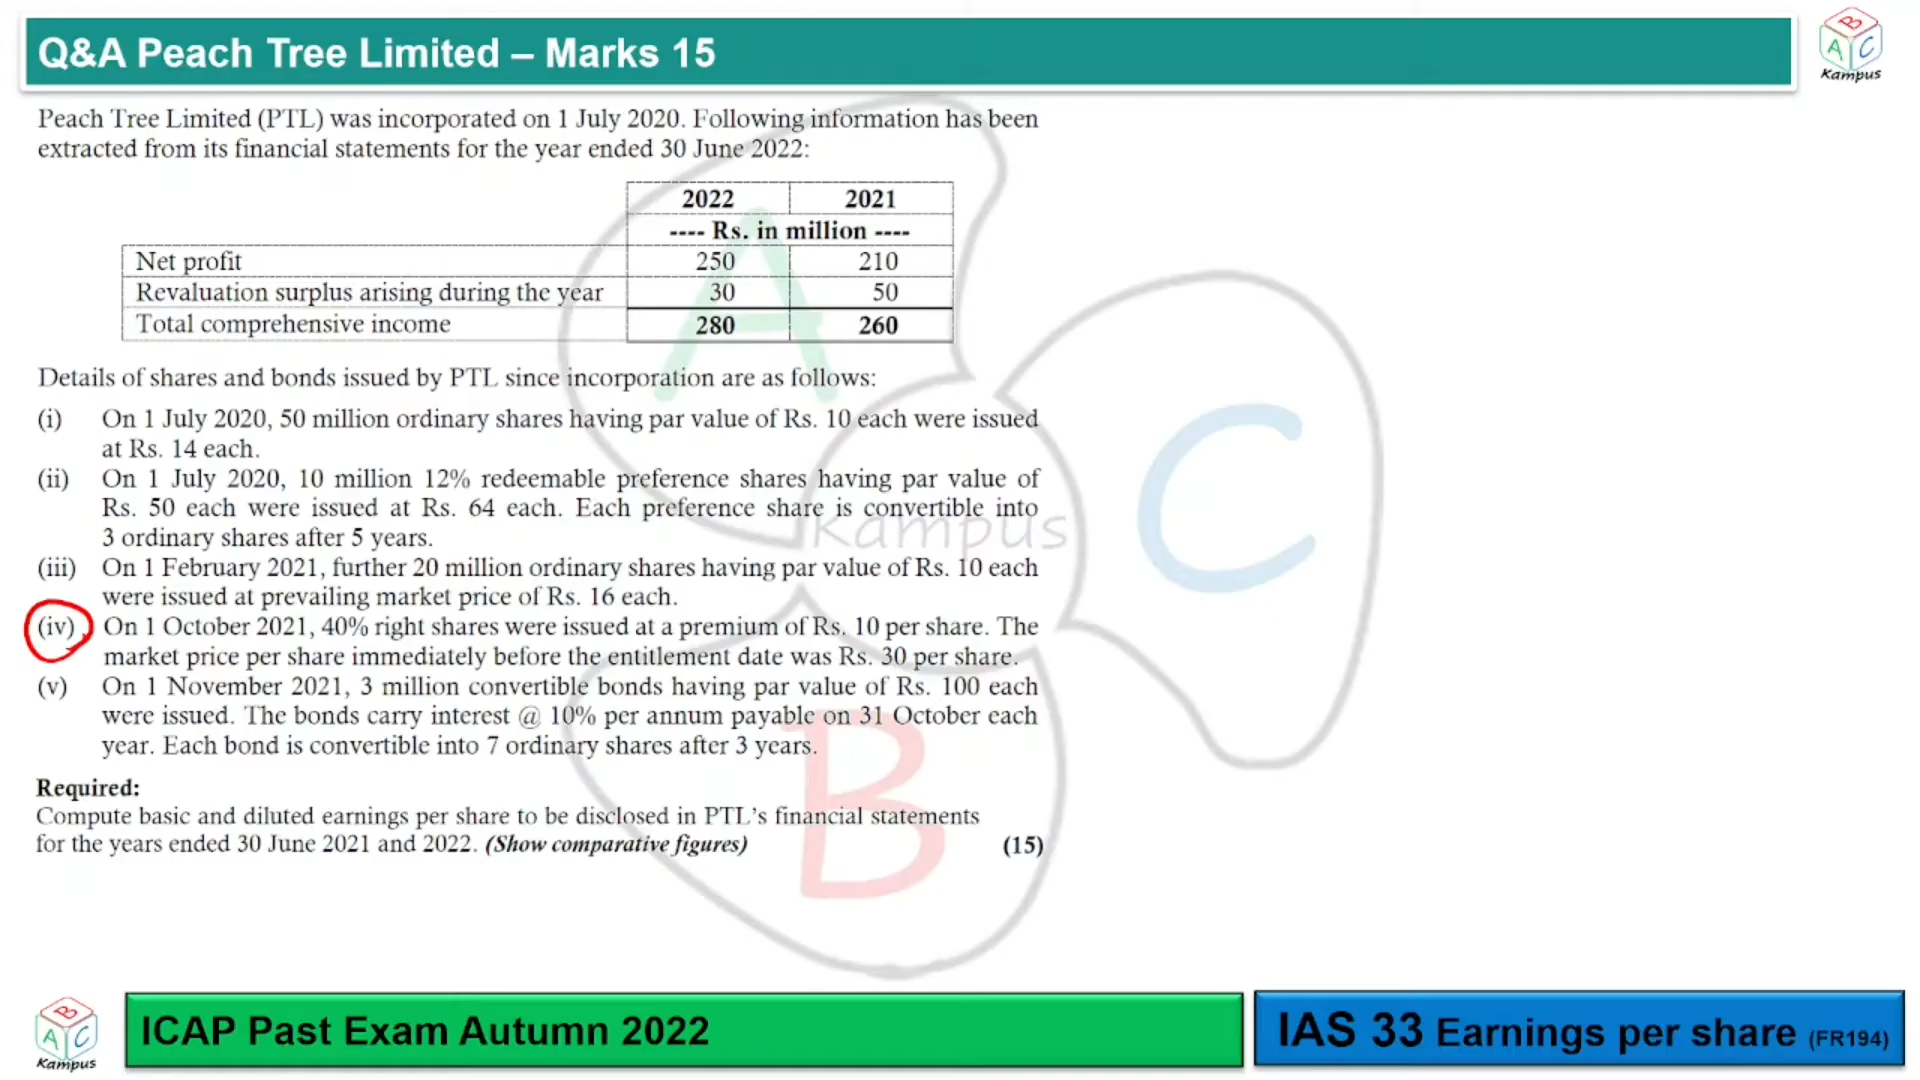 Q&A Peach Tree Limited – Marks 15
B
A C
Kampus
Peach Tree Limited (PTL) was incorporated on 1 July 2020. Following information has been
extracted from its financial statements for the year ended 30 June 2022:
2022 2021
---- Rs. in million ----
Net profit 250 210
Revaluation surplus arising during the year 30 50
Total comprehensive income 280 260
Details of shares and bonds issued by PTL since incorporation are as follows:
(i) On 1 July 2020, 50 million ordinary shares having par value of Rs. 10 each were issued
at Rs. 14 each.
(ii) On 1 July 2020, 10 million 12% redeemable preference shares having par value of
Rs. 50 each were issued at Rs. 64 each. Each preference share is convertible into
3 ordinary shares after 5 years.
(iii) On 1 February 2021, further 20 million ordinary shares having par value of Rs. 10 each
were issued at prevailing market price of Rs. 16 each.
(iv) On 1 October 2021, 40% right shares were issued at a premium of Rs. 10 per share. The
market price per share immediately before the entitlement date was Rs. 30 per share.
(v) On 1 November 2021, 3 million convertible bonds having par value of Rs. 100 each
were issued. The bonds carry interest @ 10% per annum payable on 31 October each
year. Each bond is convertible into 7 ordinary shares after 3 years.
Required:
Compute basic and diluted earnings per share to be disclosed in PTL’s financial statements
for the years ended 30 June 2021 and 2022. (Show comparative figures) (15)
A
Kampus
C
B
B
A C
Kampus
ICAP Past Exam Autumn 2022
IAS 33 Earnings per share (FR194)